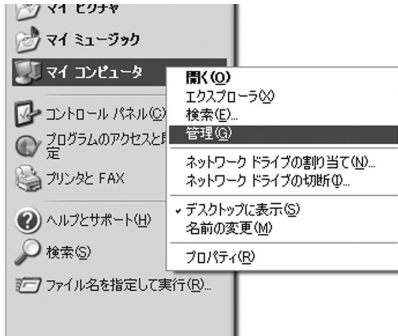 マイ ピクチャ
マイ ミュージック
マイ コンピュータ
コントロール パネル(C)
プログラムのアクセスと
定
プリンタと FAX
ヘルプとサポート(H)
検索(S)
ファイル名を指定して実行(R)...
開く(O)
エクスプローラ(X)
検索(E)...
管理(G)
ネットワーク ドライブの割り当て(N)...
ネットワーク ドライブの切断(I)...
デスクトップに表示(S)
名前の変更(M)
プロパティ(R)